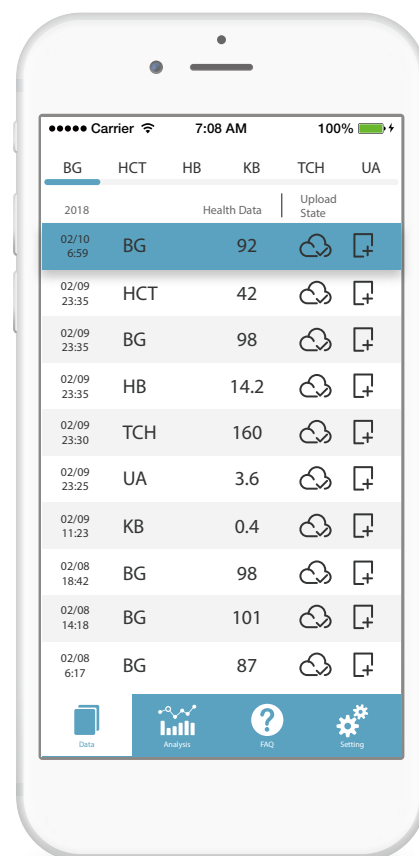 ●●●●● Carrier 7:08 AM 100%
BG HCT HB KB TCH UA
2018 Health Data Upload
State
02/10
6:59 BG 92
02/09
23:35 HCT 42
02/09
23:35 BG 98
02/09
23:35 HB 14.2
02/09
23:30 TCH 160
02/09
23:25 UA 3.6
02/09
11:23 KB 0.4
02/08
18:42 BG 98
02/08
14:18 BG 101
02/08
6:17 BG 87
Data Analysis FAQ Setting